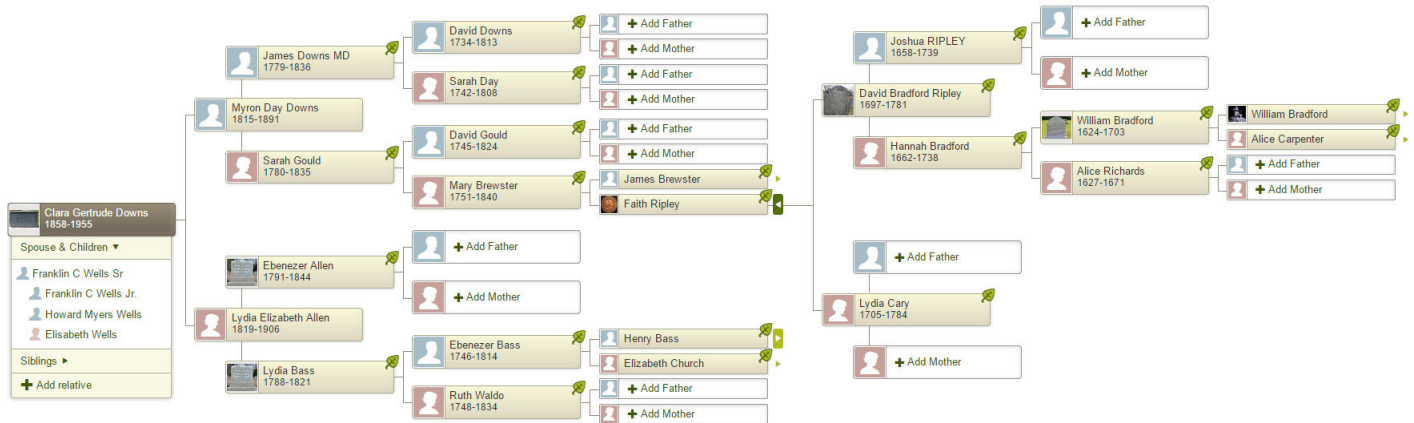 Clara Gertrude Downs
1858-1955
Spouse & Children
Franklin C Wells Sr
Franklin C Wells Jr.
Howard Myers Wells
Elisabeth Wells
Siblings
Add relative
Myron Day Downs
1815-1891
Lydia Elizabeth Allen
1819-1906
James Downs MD
1779-1836
Sarah Gould
1780-1835
Ebenezer Allen
1791-1844
Lydia Bass
1788-1821
David Downs
1734-1813
Sarah Day
1742-1808
David Gould
1745-1824
Mary Brewster
1751-1840
Add Father
Add Mother
Ebenezer Bass
1746-1814
Ruth Waldo
1748-1834
Add Father
Add Mother
Add Father
Add Mother
Add Father
Add Mother
James Brewster
Faith Ripley
Henry Bass
Elizabeth Church
Add Father
Add Mother
David Bradford Ripley
1697-1781
Lydia Cary
1705-1784
Joshua RIPLEY
1658-1739
Hannah Bradford
1662-1738
Add Father
Add Mother
Add Father
Add Mother
William Bradford
1624-1703
Alice Richards
1627-1671
William Bradford
Alice Carpenter
Add Father
Add Mother